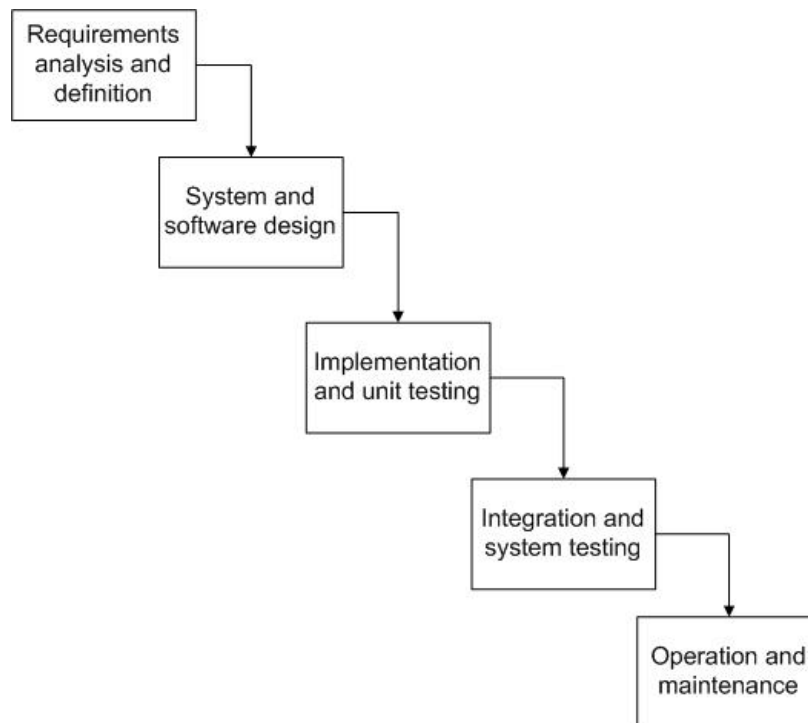 Requirements
analysis and
definition
System and
software design
Implementation
and unit testing
Integration and
system testing
Operation and
maintenance